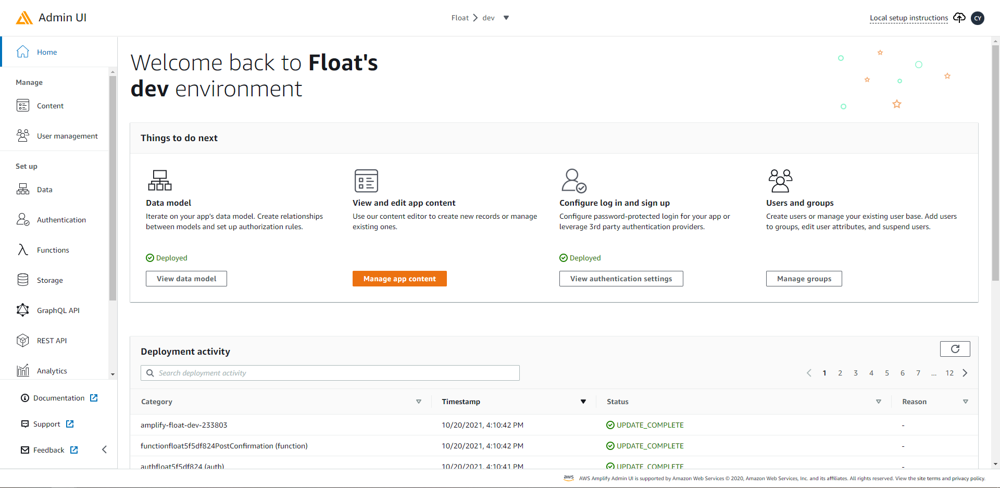 Admin UI
Float > dev
Local setup instructions
CY
Home
Manage
Content
User management
Set up
Data
Authentication
Functions
Storage
GraphQL API
REST API
Analytics
Documentation
Support
Feedback
Welcome back to Float's
dev environment
Things to do next
Data model
Iterate on your app's data model. Create relationships
between models and set up authorization rules.
Deployed
View data model
View and edit app content
Use our content editor to create new records or manage
existing ones.
Manage app content
Configure log in and sign up
Configure password-protected login for your app or
leverage 3rd party authentication providers.
Deployed
View authentication settings
Users and groups
Create users or manage your existing user base. Add users
to groups, edit user attributes, and suspend users.
Manage groups
Deployment activity
Search deployment activity
1 2 3 4 5 6 7 ... 12
Category Timestamp Status Reason
amplify-float-dev-233803 10/20/2021, 4:10:42 PM UPDATE_COMPLETE -
functionfloat5f5df824PostConfirmation (function) 10/20/2021, 4:10:42 PM UPDATE_COMPLETE -
authfloat5f5df824 (auth) 10/20/2021, 4:10:41 PM UPDATE_COMPLETE -
aws AWS Amplify Admin UI is supported by Amazon Web Services © 2020, Amazon Web Services, Inc. and its affiliates. All rights reserved. View the site terms and privacy policy.